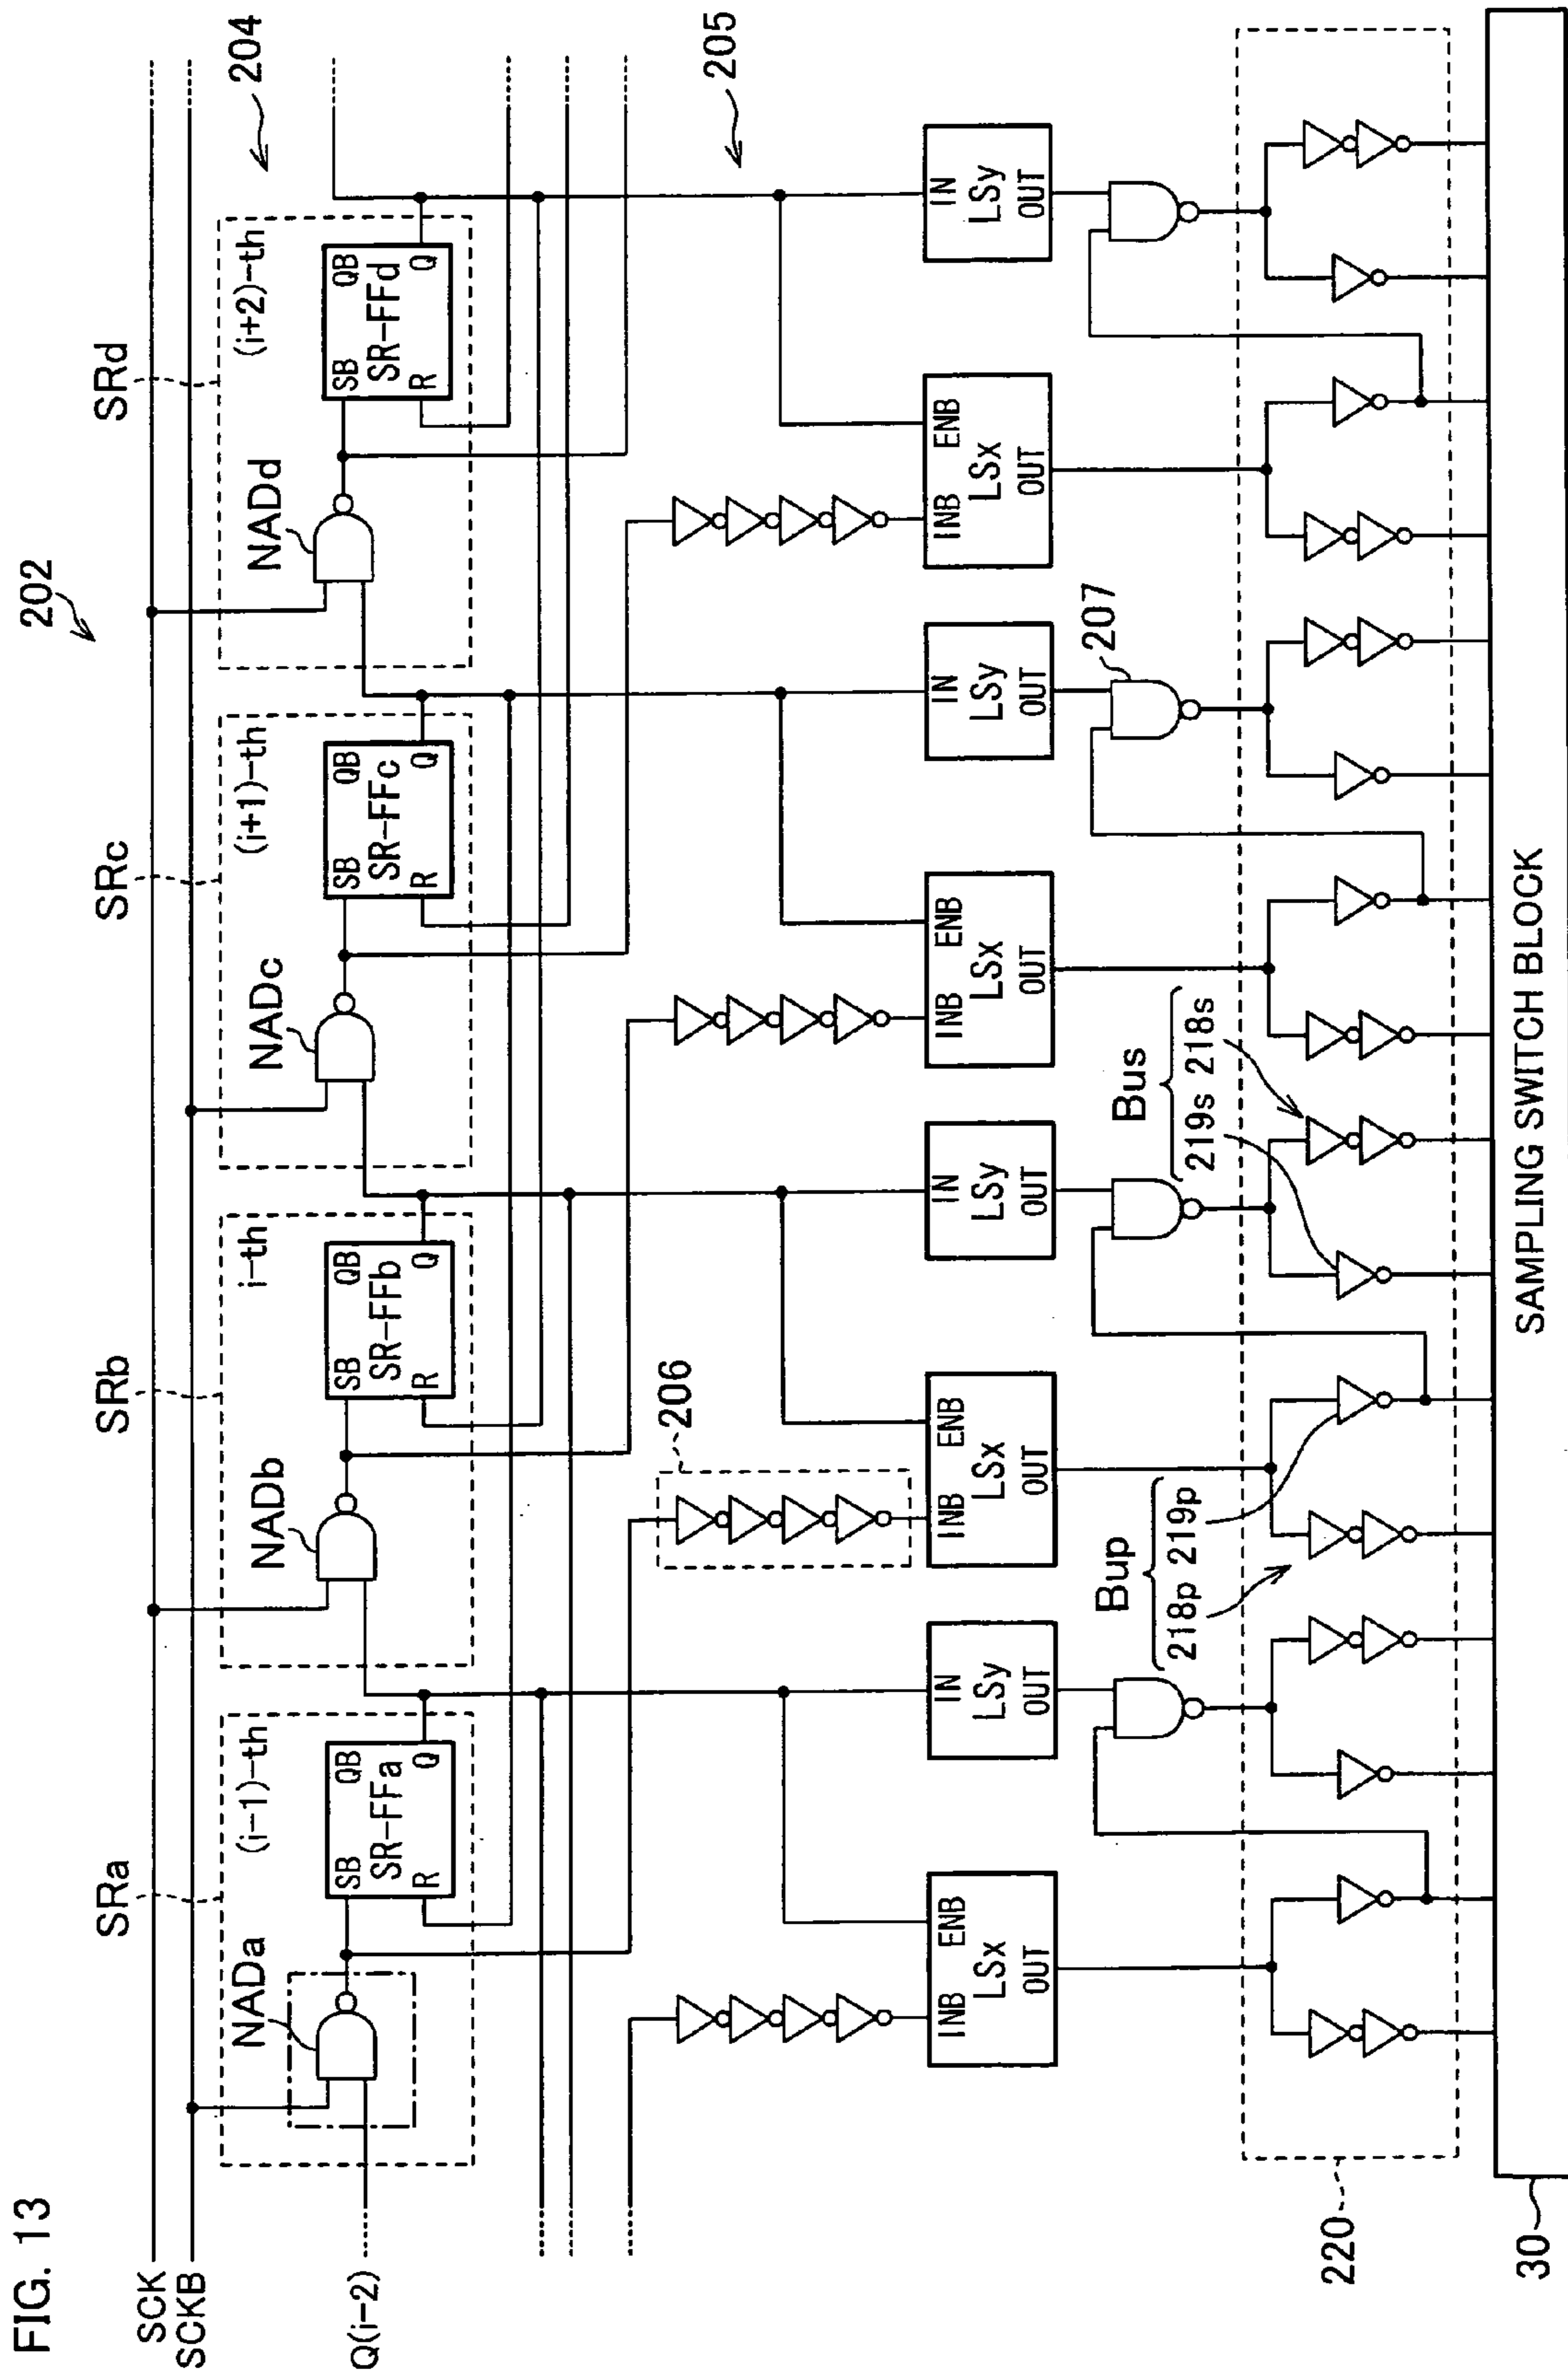 FIG. 13
202
SCK
SCKB
204
SRa
SRb
SRc
SRd
(i-1)-th
i-th
(i+1)-th
(i+2)-th
NADa
NADb
NADc
NADd
SB QB
SR-FFa
R Q
SB QB
SR-FFb
R Q
SB QB
SR-FFc
R Q
SB QB
SR-FFd
R Q
Q(i-2)
205
206
INB ENB
LSx
OUT
IN
LSy
OUT
INB ENB
LSx
OUT
IN
LSy
OUT
INB ENB
LSx
OUT
IN
LSy
OUT
INB ENB
LSx
OUT
IN
LSy
OUT
207
Bup
218p 219p
Bus
219s 218s
220
30
SAMPLING SWITCH BLOCK